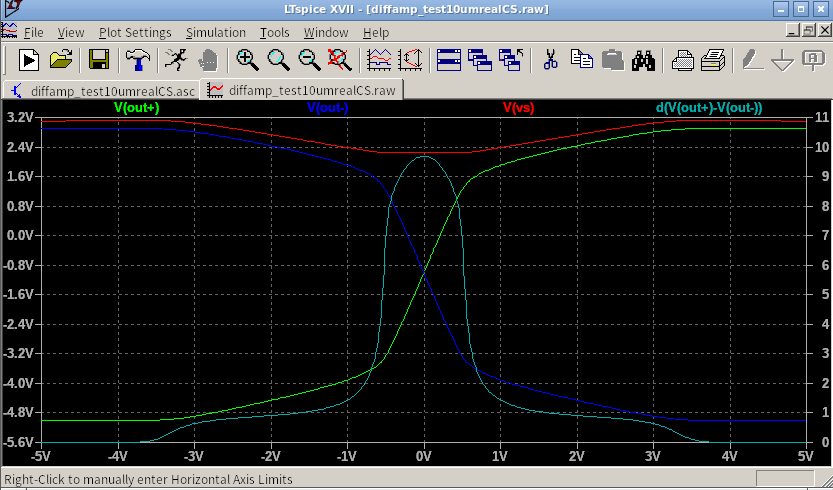 LTspice XVII - [diffamp_test10umrealCS.raw]
File View Plot Settings Simulation Tools Window Help
diffamp_test10umrealCS.asc diffamp_test10umrealCS.raw
V(out+) V(out-) V(vs) d(V(out+)-V(out-))
3.2V 11
2.4V 10
1.6V 9
0.8V 8
0.0V 7
-0.8V 6
-1.6V 5
-2.4V 4
-3.2V 3
-4.0V 2
-4.8V 1
-5.6V 0
-5V -4V -3V -2V -1V 0V 1V 2V 3V 4V 5V
Right-Click to manually enter Horizontal Axis Limits